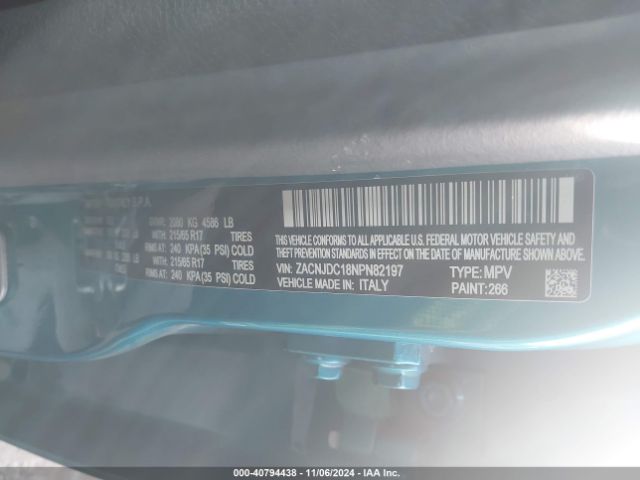 S.P.A.
GVWR: 2080 KG 4586 LB
WITH: 215/65 R17 TIRES
RIMS AT: 240 KPA(35 PSI) COLD
WITH: 215/65 R17 TIRES
RIMS AT: 240 KPA(35 PSI) COLD
THIS VEHICLE CONFORMS TO ALL APPLICABLE U.S. FEDERAL MOTOR VEHICLE SAFETY, BUMPER, AND
THEFT PREVENTION STANDARDS IN EFFECT ON THE DATE OF MANUFACTURE SHOWN ABOVE.
VIN: ZACNJDC18NPN82197 TYPE: MPV
VEHICLE MADE IN: ITALY PAINT: 266
000-40794438 - 11/06/2024 - IAA Inc.